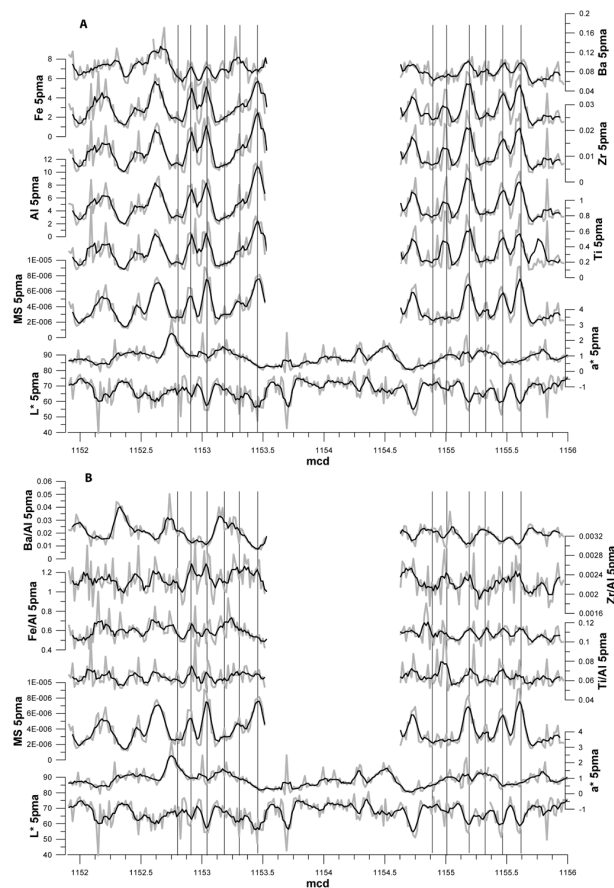 A
0.2
0.16
0.12
0.08
0.04
Ba 5pma
8
6
4
2
0
Fe 5pma
0.03
0.02
0.01
0
Zr 5pma
12
10
8
6
4
2
0
Al 5pma
1
0.8
0.6
0.4
0.2
0
Ti 5pma
1E-005
8E-006
6E-006
4E-006
2E-006
0
MS 5pma
4
3
2
1
0
-1
a* 5pma
90
80
70
60
50
40
L* 5pma
1152 1152.5 1153 1153.5 1154 1154.5 1155 1155.5 1156
mcd
B
0.06
0.05
0.04
0.03
0.02
0.01
0
Ba/Al 5pma
0.0032
0.0028
0.0024
0.002
0.0016
Zr/Al 5pma
1.2
1
0.8
0.6
0.4
Fe/Al 5pma
0.12
0.1
0.08
0.06
0.04
Ti/Al 5pma
1E-005
8E-006
6E-006
4E-006
2E-006
0
MS 5pma
4
3
2
1
0
-1
a* 5pma
90
80
70
60
50
40
L* 5pma
1152 1152.5 1153 1153.5 1154 1154.5 1155 1155.5 1156
mcd